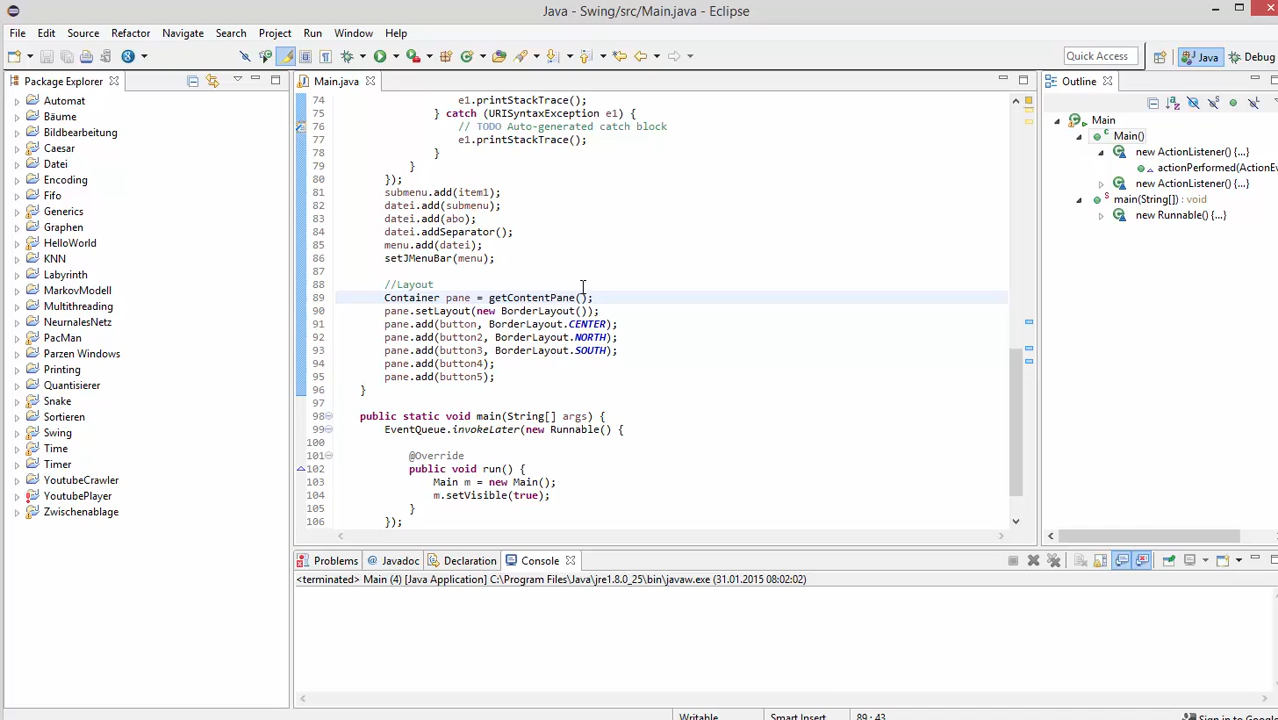 Java - Swing/src/Main.java - Eclipse
File Edit Source Refactor Navigate Search Project Run Window Help
Quick Access
Java
Debug
Package Explorer
Automat
Bäume
Bildbearbeitung
Caesar
Datei
Encoding
Fifo
Generics
Graphen
HelloWorld
KNN
Labyrinth
MarkovModell
Multithreading
NeurnalesNetz
PacMan
Parzen Windows
Printing
Quantisierer
Snake
Sortieren
Swing
Time
Timer
YoutubeCrawler
YoutubePlayer
Zwischenablage
Main.java
74 e1.printStackTrace();
75 } catch (URISyntaxException e1) {
76 // TODO Auto-generated catch block
77 e1.printStackTrace();
78 }
79 }
80 });
81 submenu.add(item1);
82 datei.add(submenu);
83 datei.add(abo);
84 datei.addSeparator();
85 menu.add(datei);
86 setJMenuBar(menu);
87
88 //Layout
89 Container pane = getContentPane();
90 pane.setLayout(new BorderLayout());
91 pane.add(button, BorderLayout.CENTER);
92 pane.add(button2, BorderLayout.NORTH);
93 pane.add(button3, BorderLayout.SOUTH);
94 pane.add(button4);
95 pane.add(button5);
96 }
97
98 public static void main(String[] args) {
99 EventQueue.invokeLater(new Runnable() {
100
101 @Override
102 public void run() {
103 Main m = new Main();
104 m.setVisible(true);
105 }
106 });
Outline
Main
Main()
new ActionListener() {...}
actionPerformed(ActionEv
new ActionListener() {...}
main(String[]) : void
new Runnable() {...}
Problems Javadoc Declaration Console
<terminated> Main (4) [Java Application] C:\Program Files\Java\jre1.8.0_25\bin\javaw.exe (31.01.2015 08:02:02)
Writable Smart Insert 89 : 43 Sign in to Google